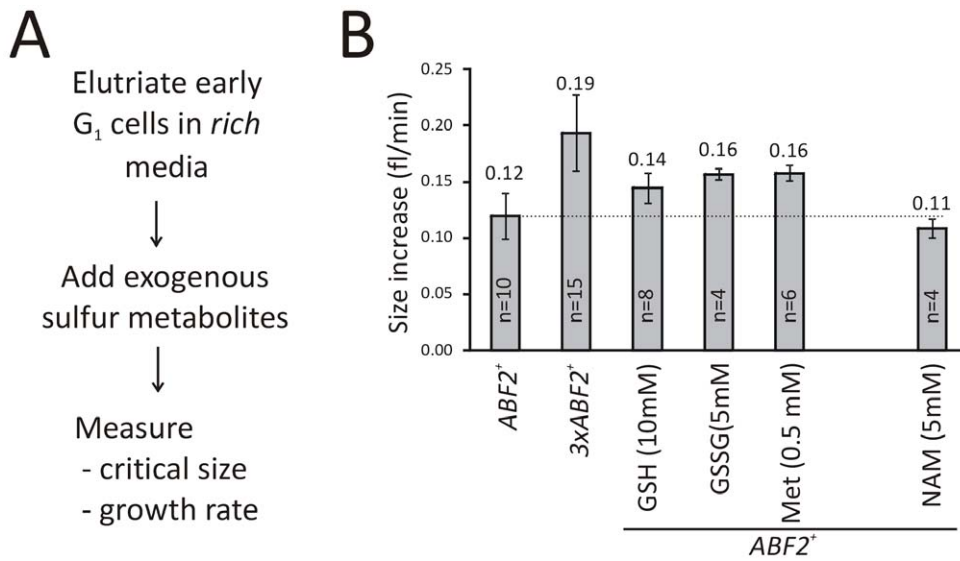 A
Elutriate early
G₁ cells in rich
media
Add exogenous
sulfur metabolites
Measure
- critical size
- growth rate
B
Size increase (fl/min)
0.25
0.20
0.15
0.10
0.05
0.00
0.12
0.19
0.14
0.16
0.16
0.11
n=10
n=15
n=8
n=4
n=6
n=4
ABF2⁺
3xABF2⁺
GSH (10mM)
GSSG(5mM
Met (0.5 mM)
NAM (5mM)
ABF2⁺